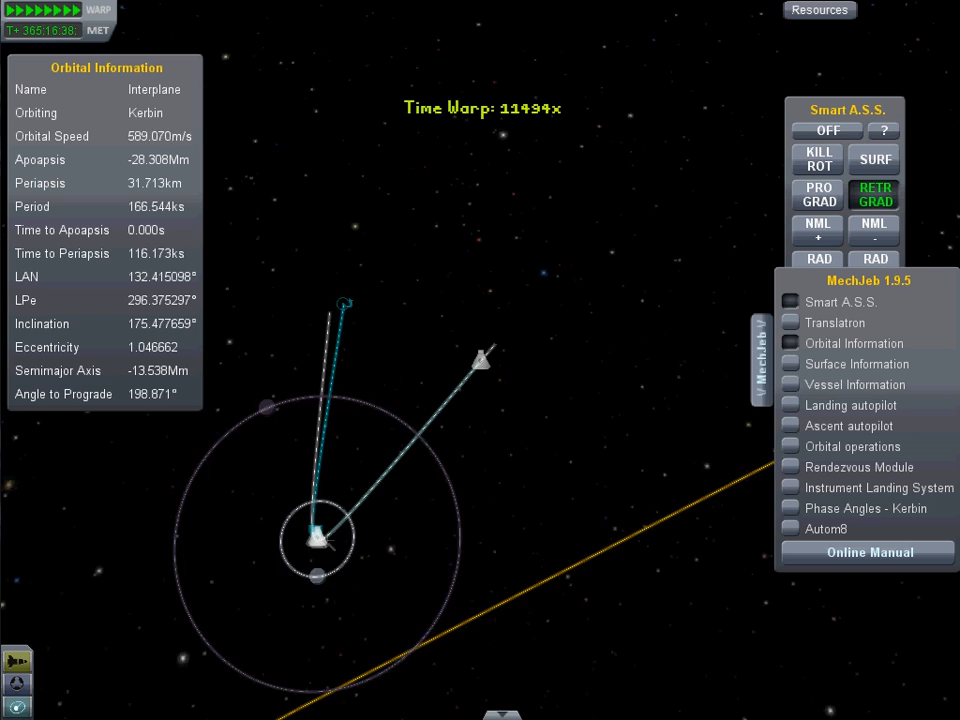 WARP
T+ 365:16:38:
MET
Resources
Orbital Information
Name Interplane
Orbiting Kerbin
Orbital Speed 589.070m/s
Apoapsis -28.308Mm
Periapsis 31.713km
Period 166.544ks
Time to Apoapsis 0.000s
Time to Periapsis 116.173ks
LAN 132.415098°
LPe 296.375297°
Inclination 175.477659°
Eccentricity 1.046662
Semimajor Axis -13.538Mm
Angle to Prograde 198.871°
Time Warp: 11494x
Smart A.S.S.
OFF ?
KILL ROT SURF
PRO GRAD RETR GRAD
NML + NML -
RAD RAD
MechJeb 1.9.5
Smart A.S.S.
Translatron
Orbital Information
Surface Information
Vessel Information
Landing autopilot
Ascent autopilot
Orbital operations
Rendezvous Module
Instrument Landing System
Phase Angles - Kerbin
Autom8
Online Manual
V MechJeb V